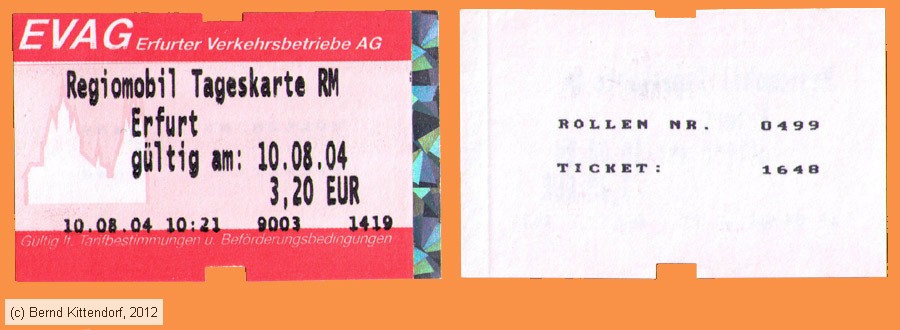 EVAG Erfurter Verkehrsbetriebe AG
Regiomobil Tageskarte RM
Erfurt
gültig am: 10.08.04
3,20 EUR
10.08.04 10:21 9003 1419
Gültig lt. Tarifbestimmungen u. Beförderungsbedingungen
ROLLEN NR. 0499
TICKET: 1648
(c) Bernd Kittendorf, 2012